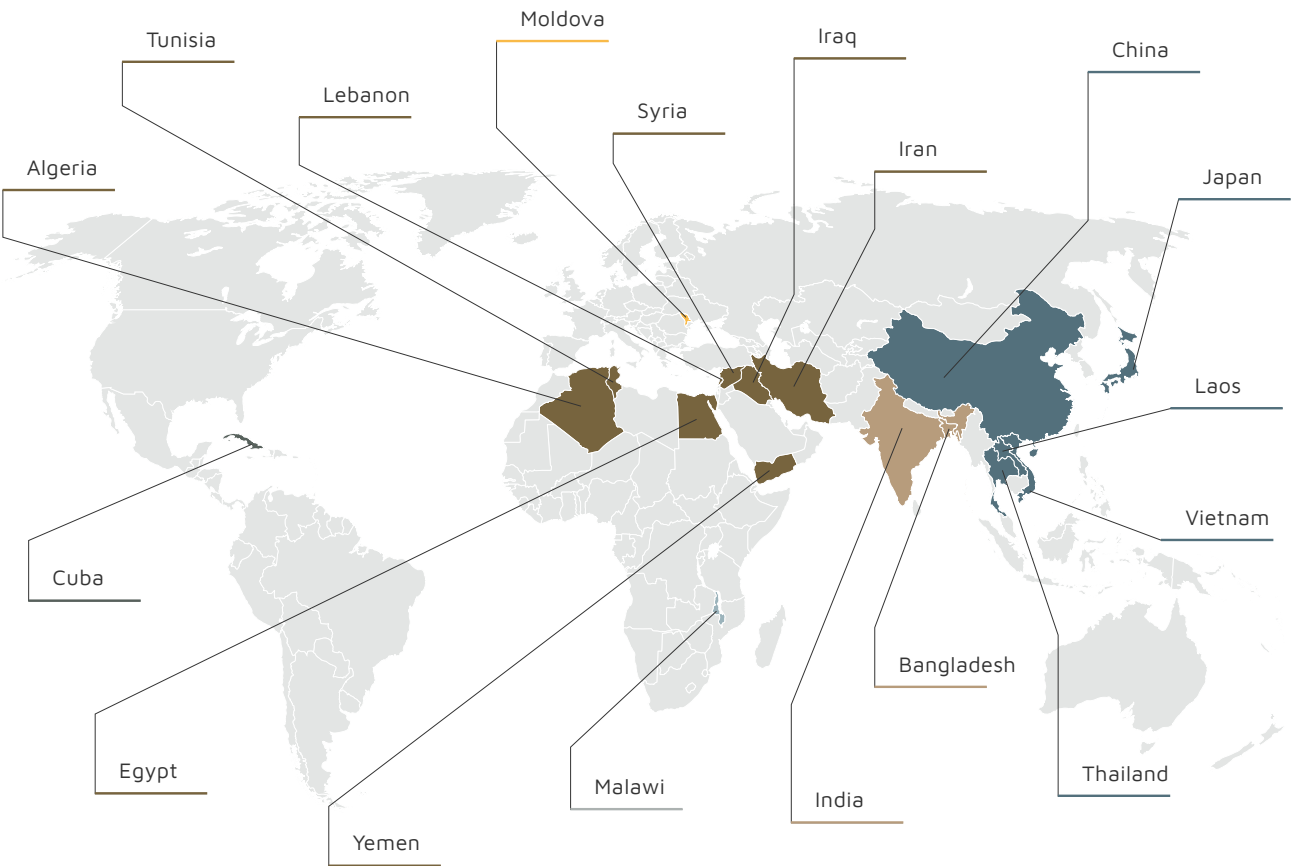 Moldova
Tunisia
Iraq
China
Lebanon
Syria
Iran
Algeria
Japan
Laos
Vietnam
Cuba
Bangladesh
Egypt
Thailand
Malawi
India
Yemen